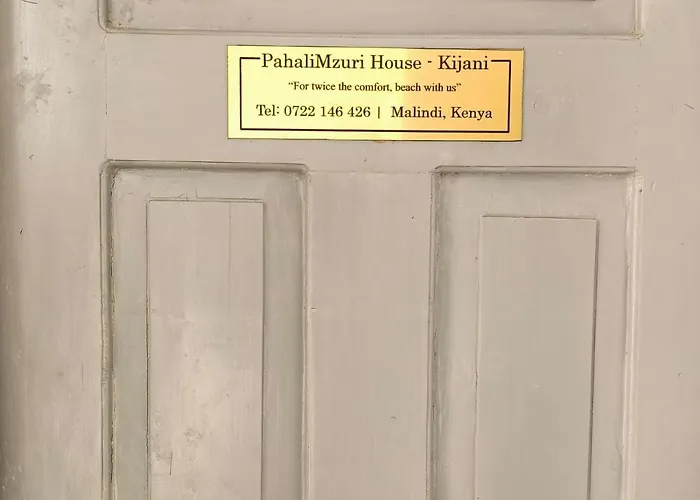 PahaliMzuri House - Kijani
“For twice the comfort, beach with us”
Tel: 0722 146 426 | Malindi, Kenya